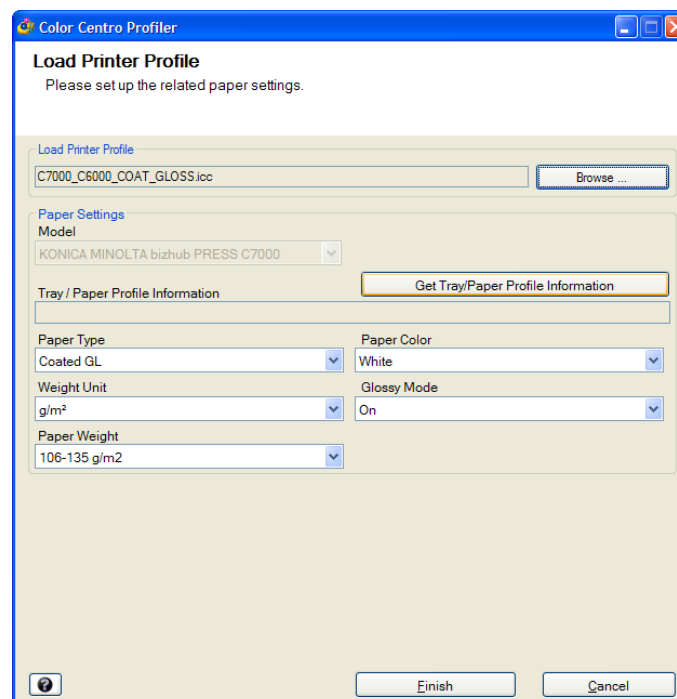 Color Centro Profiler
Load Printer Profile
Please set up the related paper settings.
Load Printer Profile
C7000_C6000_COAT_GLOSS.icc
Browse ...
Paper Settings
Model
KONICA MINOLTA bizhub PRESS C7000
Get Tray/Paper Profile Information
Tray / Paper Profile Information
Paper Type
Paper Color
Coated GL
White
Weight Unit
Glossy Mode
g/m²
On
Paper Weight
106-135 g/m2
?
Finish
Cancel